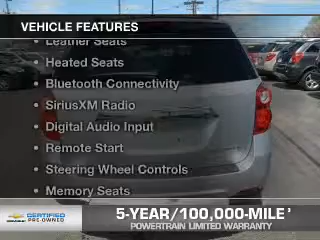 VEHICLE FEATURES
• Leather Seats
• Heated Seats
• Bluetooth Connectivity
• SiriusXM Radio
• Digital Audio Input
• Remote Start
• Steering Wheel Controls
• Memory Seats
CERTIFIED
PRE-OWNED
5-YEAR/100,000-MILE
POWERTRAIN LIMITED WARRANTY